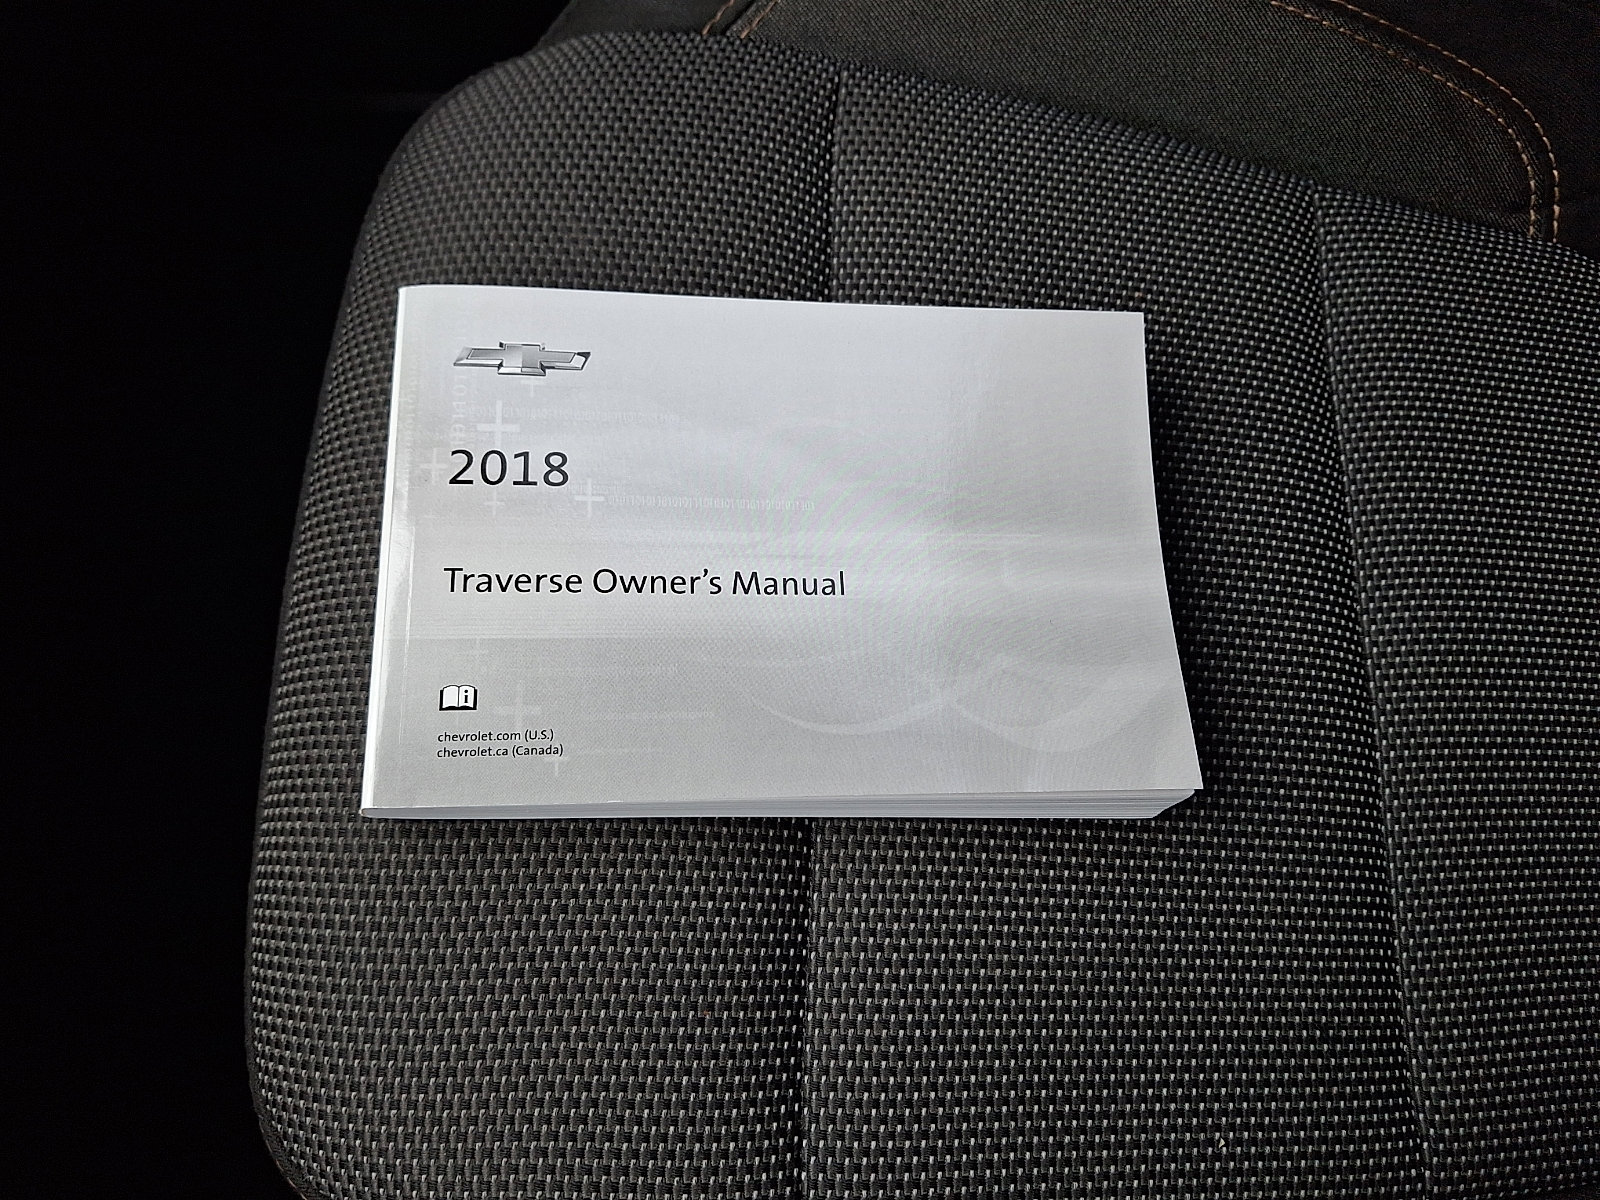 2018
Traverse Owner's Manual
i
chevrolet.com (U.S.)
chevrolet.ca (Canada)